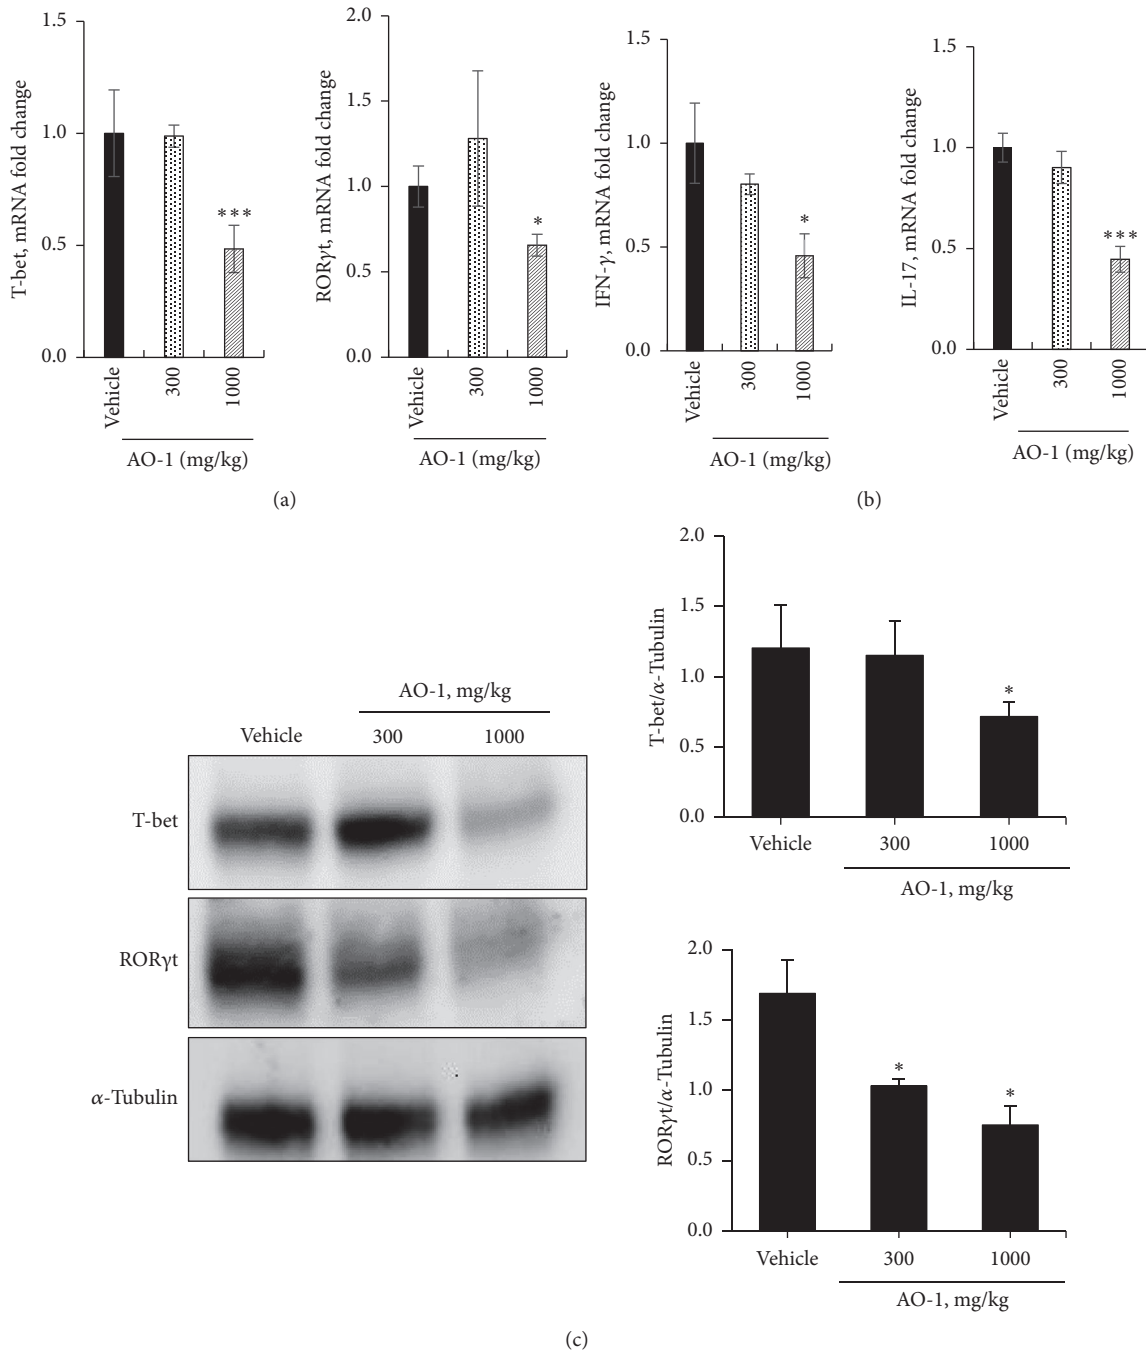 T-bet, mRNA fold change
1.5
1.0
0.5
0.0
***
Vehicle
300
1000
AO-1 (mg/kg)
RORγt, mRNA fold change
2.0
1.5
1.0
0.5
0.0
*
Vehicle
300
1000
AO-1 (mg/kg)
(a)
IFN-γ, mRNA fold change
1.5
1.0
0.5
0.0
*
Vehicle
300
1000
AO-1 (mg/kg)
IL-17, mRNA fold change
1.5
1.0
0.5
0.0
***
Vehicle
300
1000
AO-1 (mg/kg)
(b)
AO-1, mg/kg
Vehicle 300 1000
T-bet
RORγt
α-Tubulin
T-bet/α-Tubulin
2.0
1.5
1.0
0.5
0.0
*
Vehicle 300 1000
AO-1, mg/kg
RORγt/α-Tubulin
2.0
1.5
1.0
0.5
0.0
* *
Vehicle 300 1000
AO-1, mg/kg
(c)